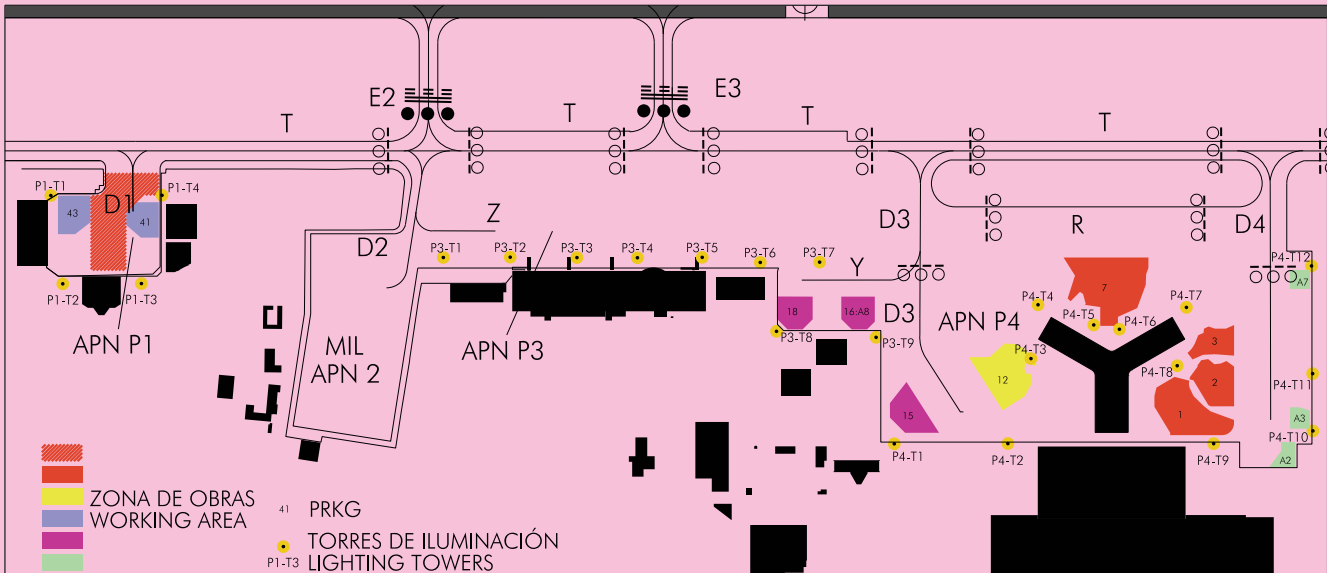 E2
E3
T
T
T
T
P1-T1
P1-T4
D1
43
41
D2
Z
D3
R
D4
P3-T1
P3-T2
P3-T3
P3-T4
P3-T5
P3-T6
P3-T7
Y
P4-T12
A7
P1-T2
P1-T3
APN P1
MIL
APN 2
APN P3
18
16:A8
D3
P3-T8
P3-T9
APN P4
P4-T4
7
P4-T5
P4-T6
P4-T7
P4-T3
12
3
P4-T8
2
P4-T11
1
15
A3
P4-T10
P4-T1
P4-T2
P4-T9
A2
ZONA DE OBRAS
WORKING AREA
41
PRKG
TORRES DE ILUMINACIÓN
P1-T3
LIGHTING TOWERS